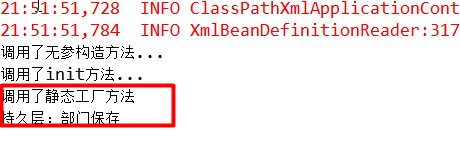 21:51:51,728  INFO ClassPathXmlApplicationCont
21:51:51,784  INFO XmlBeanDefinitionReader:317
调用了无参构造方法...
调用了init方法...
调用了静态工厂方法
持久层：部门保存